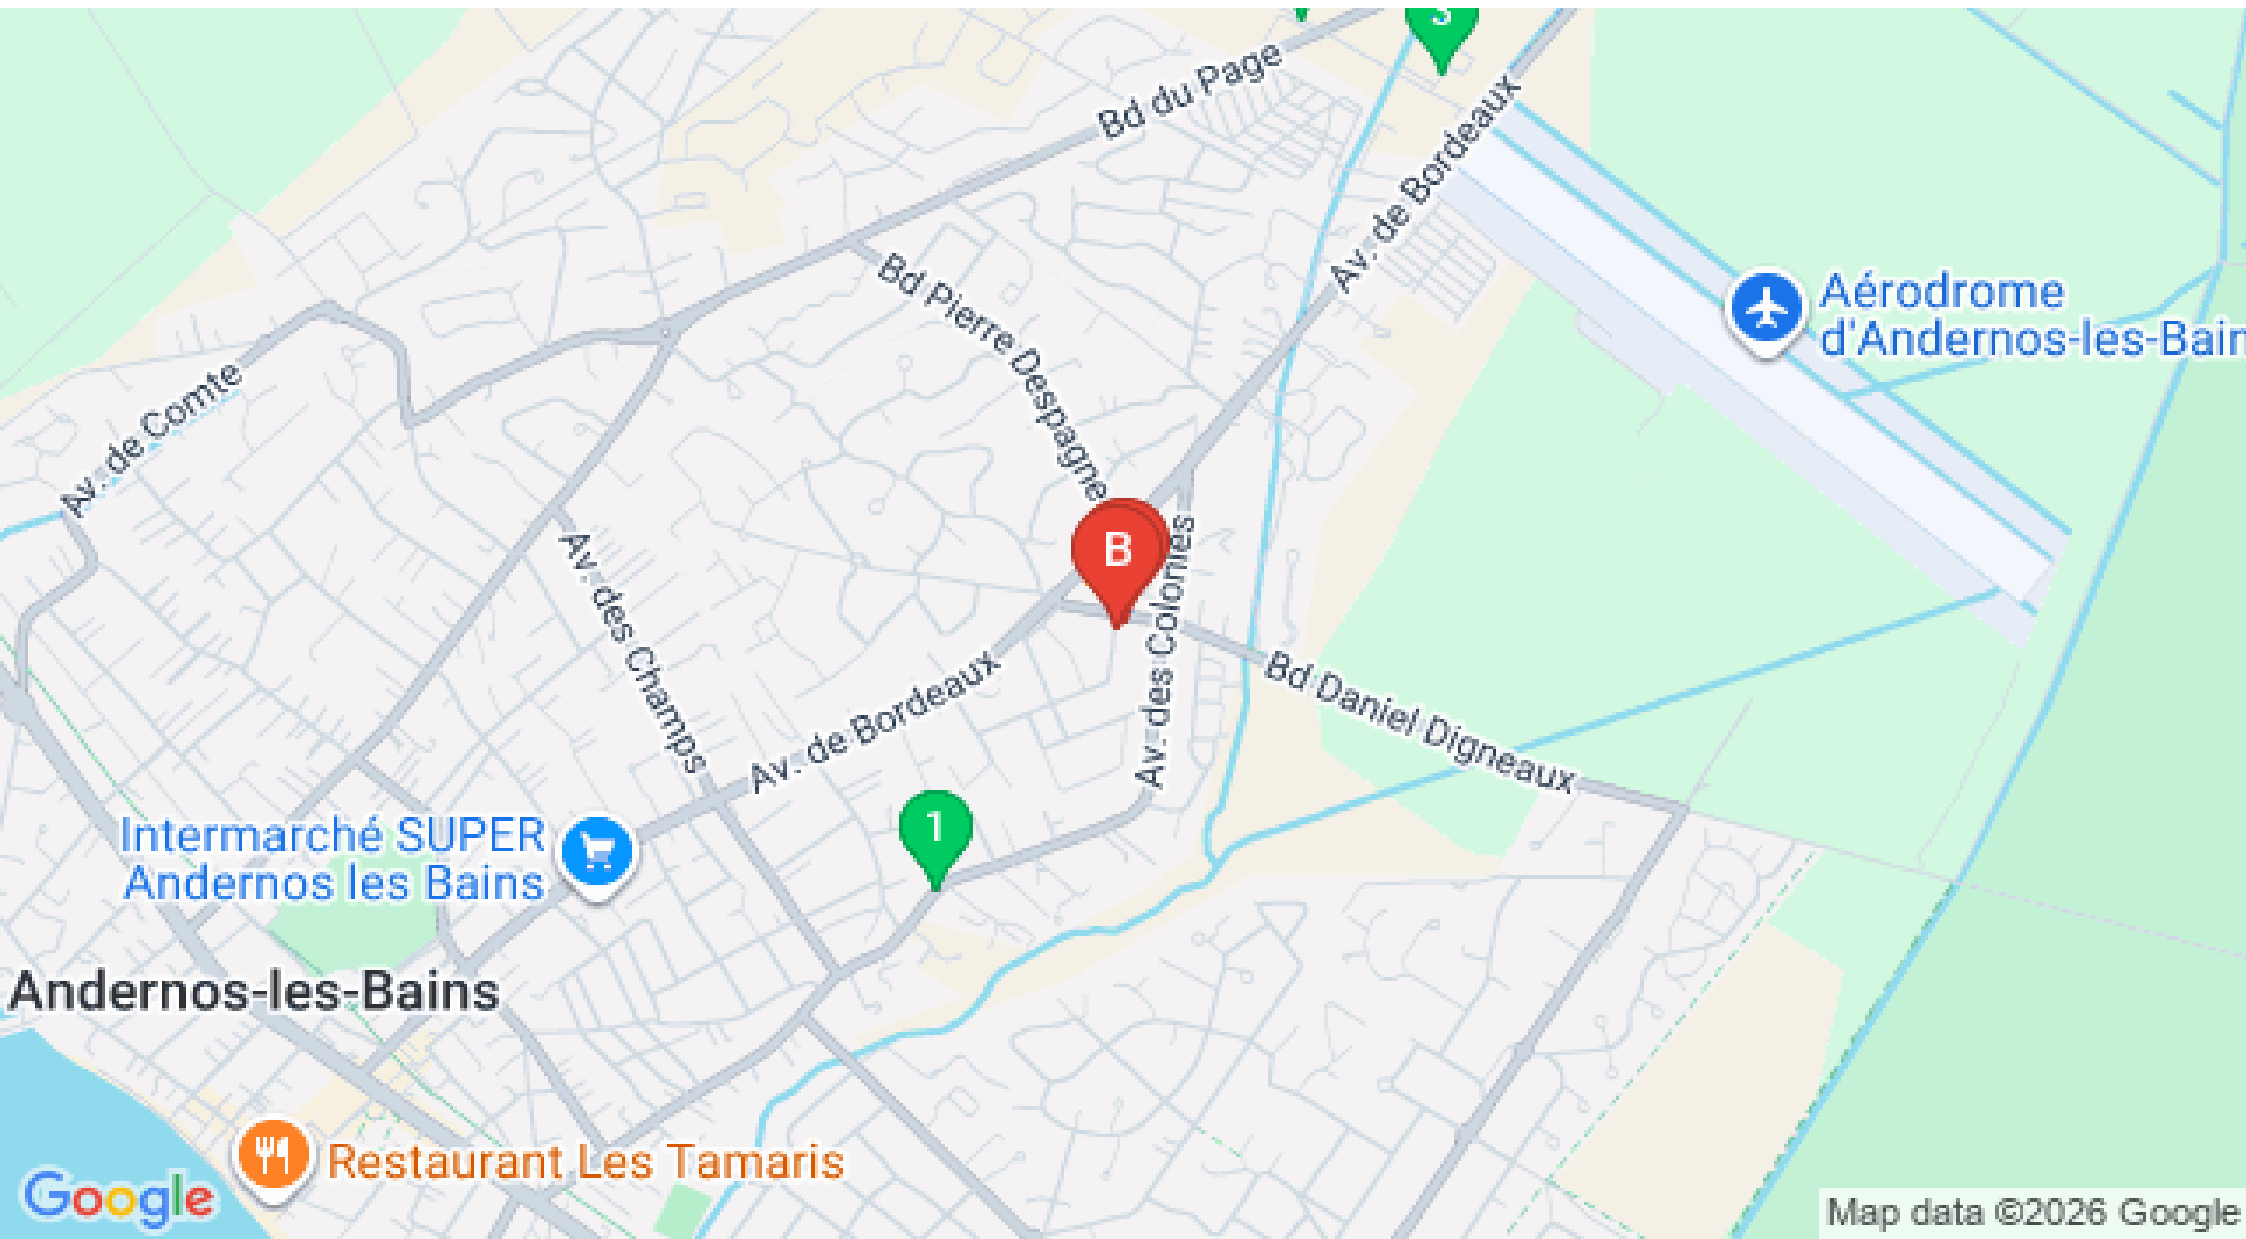 3
Bd du Page
Av. de Bordeaux
Bd Pierre Despagne
Aérodrome
d'Andernos-les-Bain
Av. de Comte
B
Av. des Colonies
Av. des Champs
Av. de Bordeaux
Bd Daniel Digneaux
1
Intermarché SUPER
Andernos les Bains
Andernos-les-Bains
Restaurant Les Tamaris
Google
Map data ©2026 Google